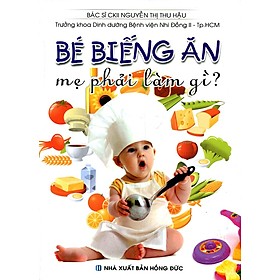 BÁC SĨ CKII NGUYỄN THỊ THU HẬU
Trưởng khoa Dinh dưỡng Bệnh viện Nhi Đồng II - Tp.HCM
BÉ BIẾNG ĂN
mẹ phải làm gì?
NHÀ XUẤT BẢN HỒNG ĐỨC